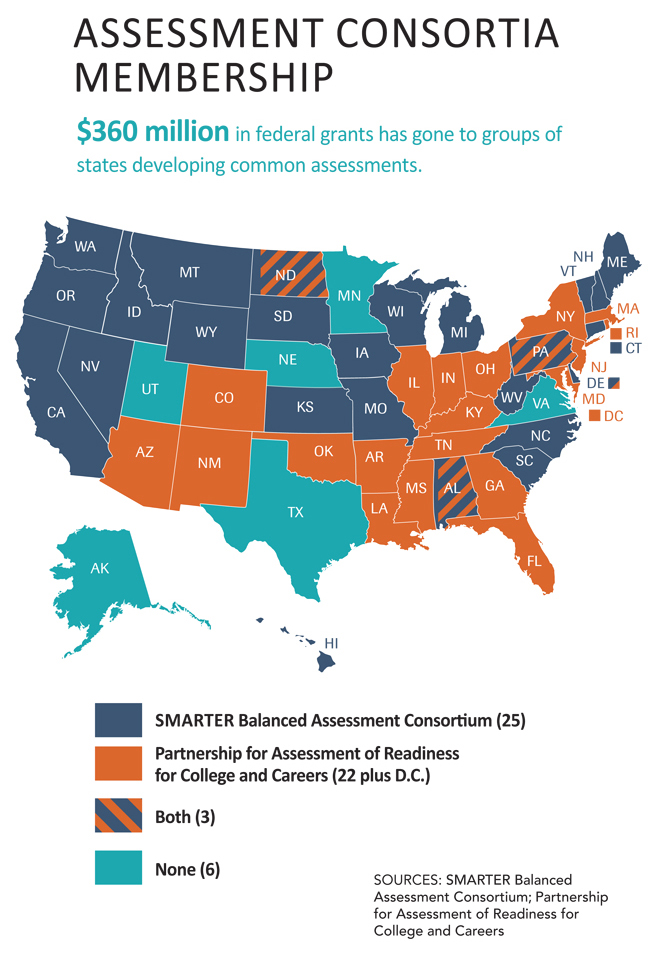 ASSESSMENT CONSORTIA
MEMBERSHIP
$360 million in federal grants has gone to groups of
states developing common assessments.
WA
OR
CA
NV
ID
MT
WY
UT
AZ
CO
NM
ND
SD
NE
KS
OK
TX
MN
IA
MO
AR
LA
WI
IL
MI
IN
OH
KY
TN
MS
AL
GA
FL
SC
NC
VA
WV
PA
NY
VT
NH
ME
MA
RI
CT
NJ
DE
MD
DC
AK
HI
SMARTER Balanced Assessment Consortium (25)
Partnership for Assessment of Readiness
for College and Careers (22 plus D.C.)
Both (3)
None (6)
SOURCES: SMARTER Balanced
Assessment Consortium; Partnership
for Assessment of Readiness for
College and Careers